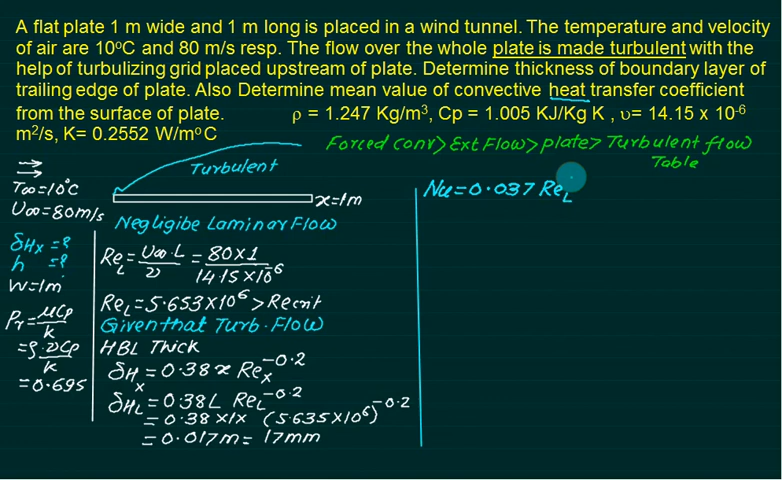 A flat plate 1 m wide and 1 m long is placed in a wind tunnel. The temperature and velocity
of air are 10⁰C and 80 m/s resp. The flow over the whole plate is made turbulent with the
help of turbulizing grid placed upstream of plate. Determine thickness of boundary layer of
trailing edge of plate. Also Determine mean value of convective heat transfer coefficient
from the surface of plate. ρ = 1.247 Kg/m³, Cp = 1.005 KJ/Kg K , υ= 14.15 x 10⁻⁶
m²/s, K= 0.2552 W/m⁰ C
Forced Conv > Ext Flow > plate > Turbulent flow
Table
Turbulent
x=1m
T∞=10°C
U∞=80m/s
Negligibe Laminar Flow
δHx = ?
h = ?
W=1m
Pr = μCp/k
= ρ.υCp/k
= 0.695
ReL = U∞.L/υ = 80×1/14.15×10⁻⁶
ReL = 5.653×10⁶ > Recrit
Given that Turb. Flow
HBL Thick
δHx = 0.38 x Rex^-0.2
δHL = 0.38 L ReL^-0.2
= 0.38×1× (5.635×10⁶)^-0.2
= 0.017m = 17mm
Nu = 0.037 ReL